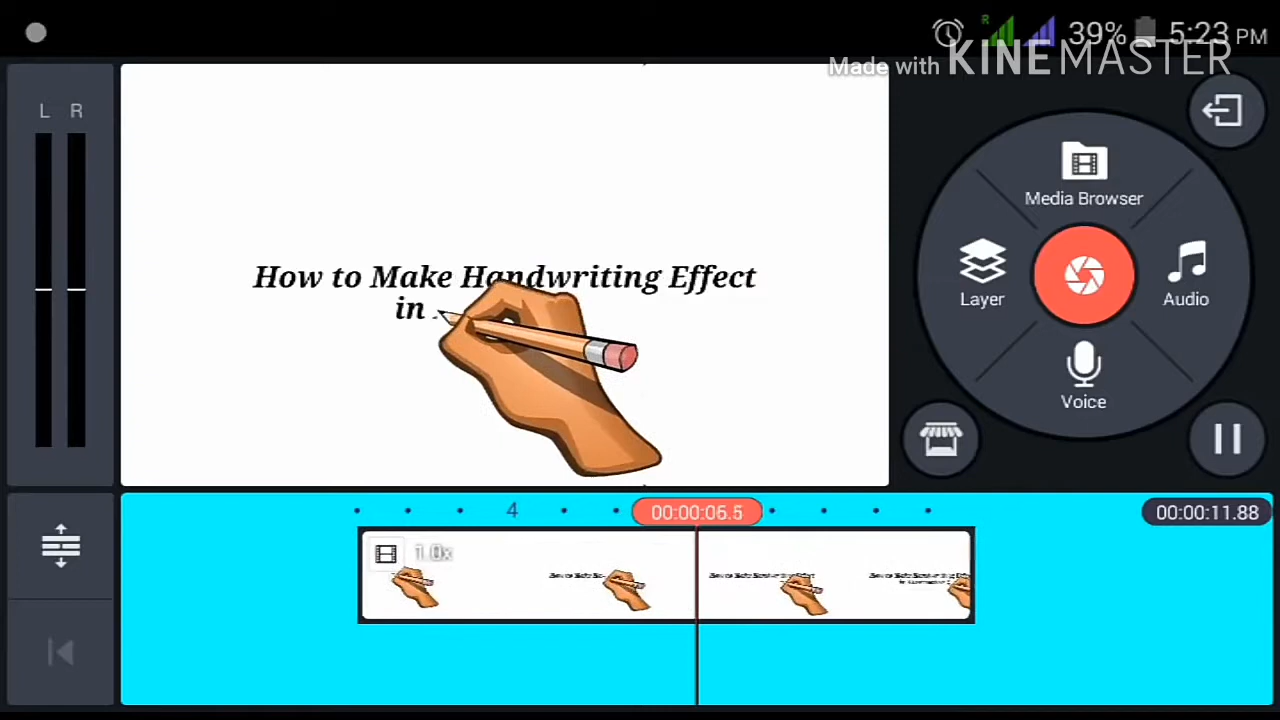 R 39% 5:23 PM
Made with KINEMASTER
L R
Media Browser
Layer
Audio
Voice
How to Make Handwriting Effect
in
4
00:00:06.5
00:00:11.88
1.0x